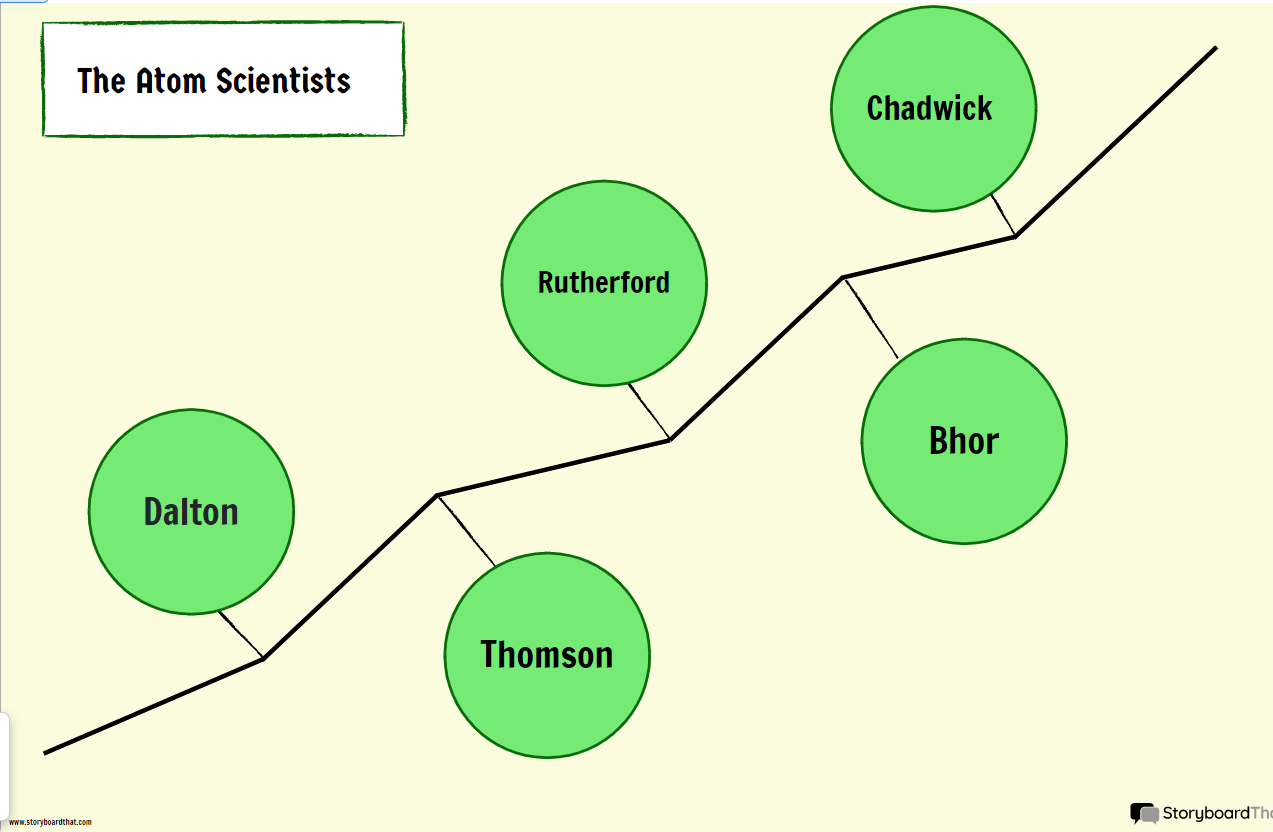 The Atom Scientists
Chadwick
Rutherford
Bhor
Dalton
Thomson
www.storyboardthat.com
StoryboardTh